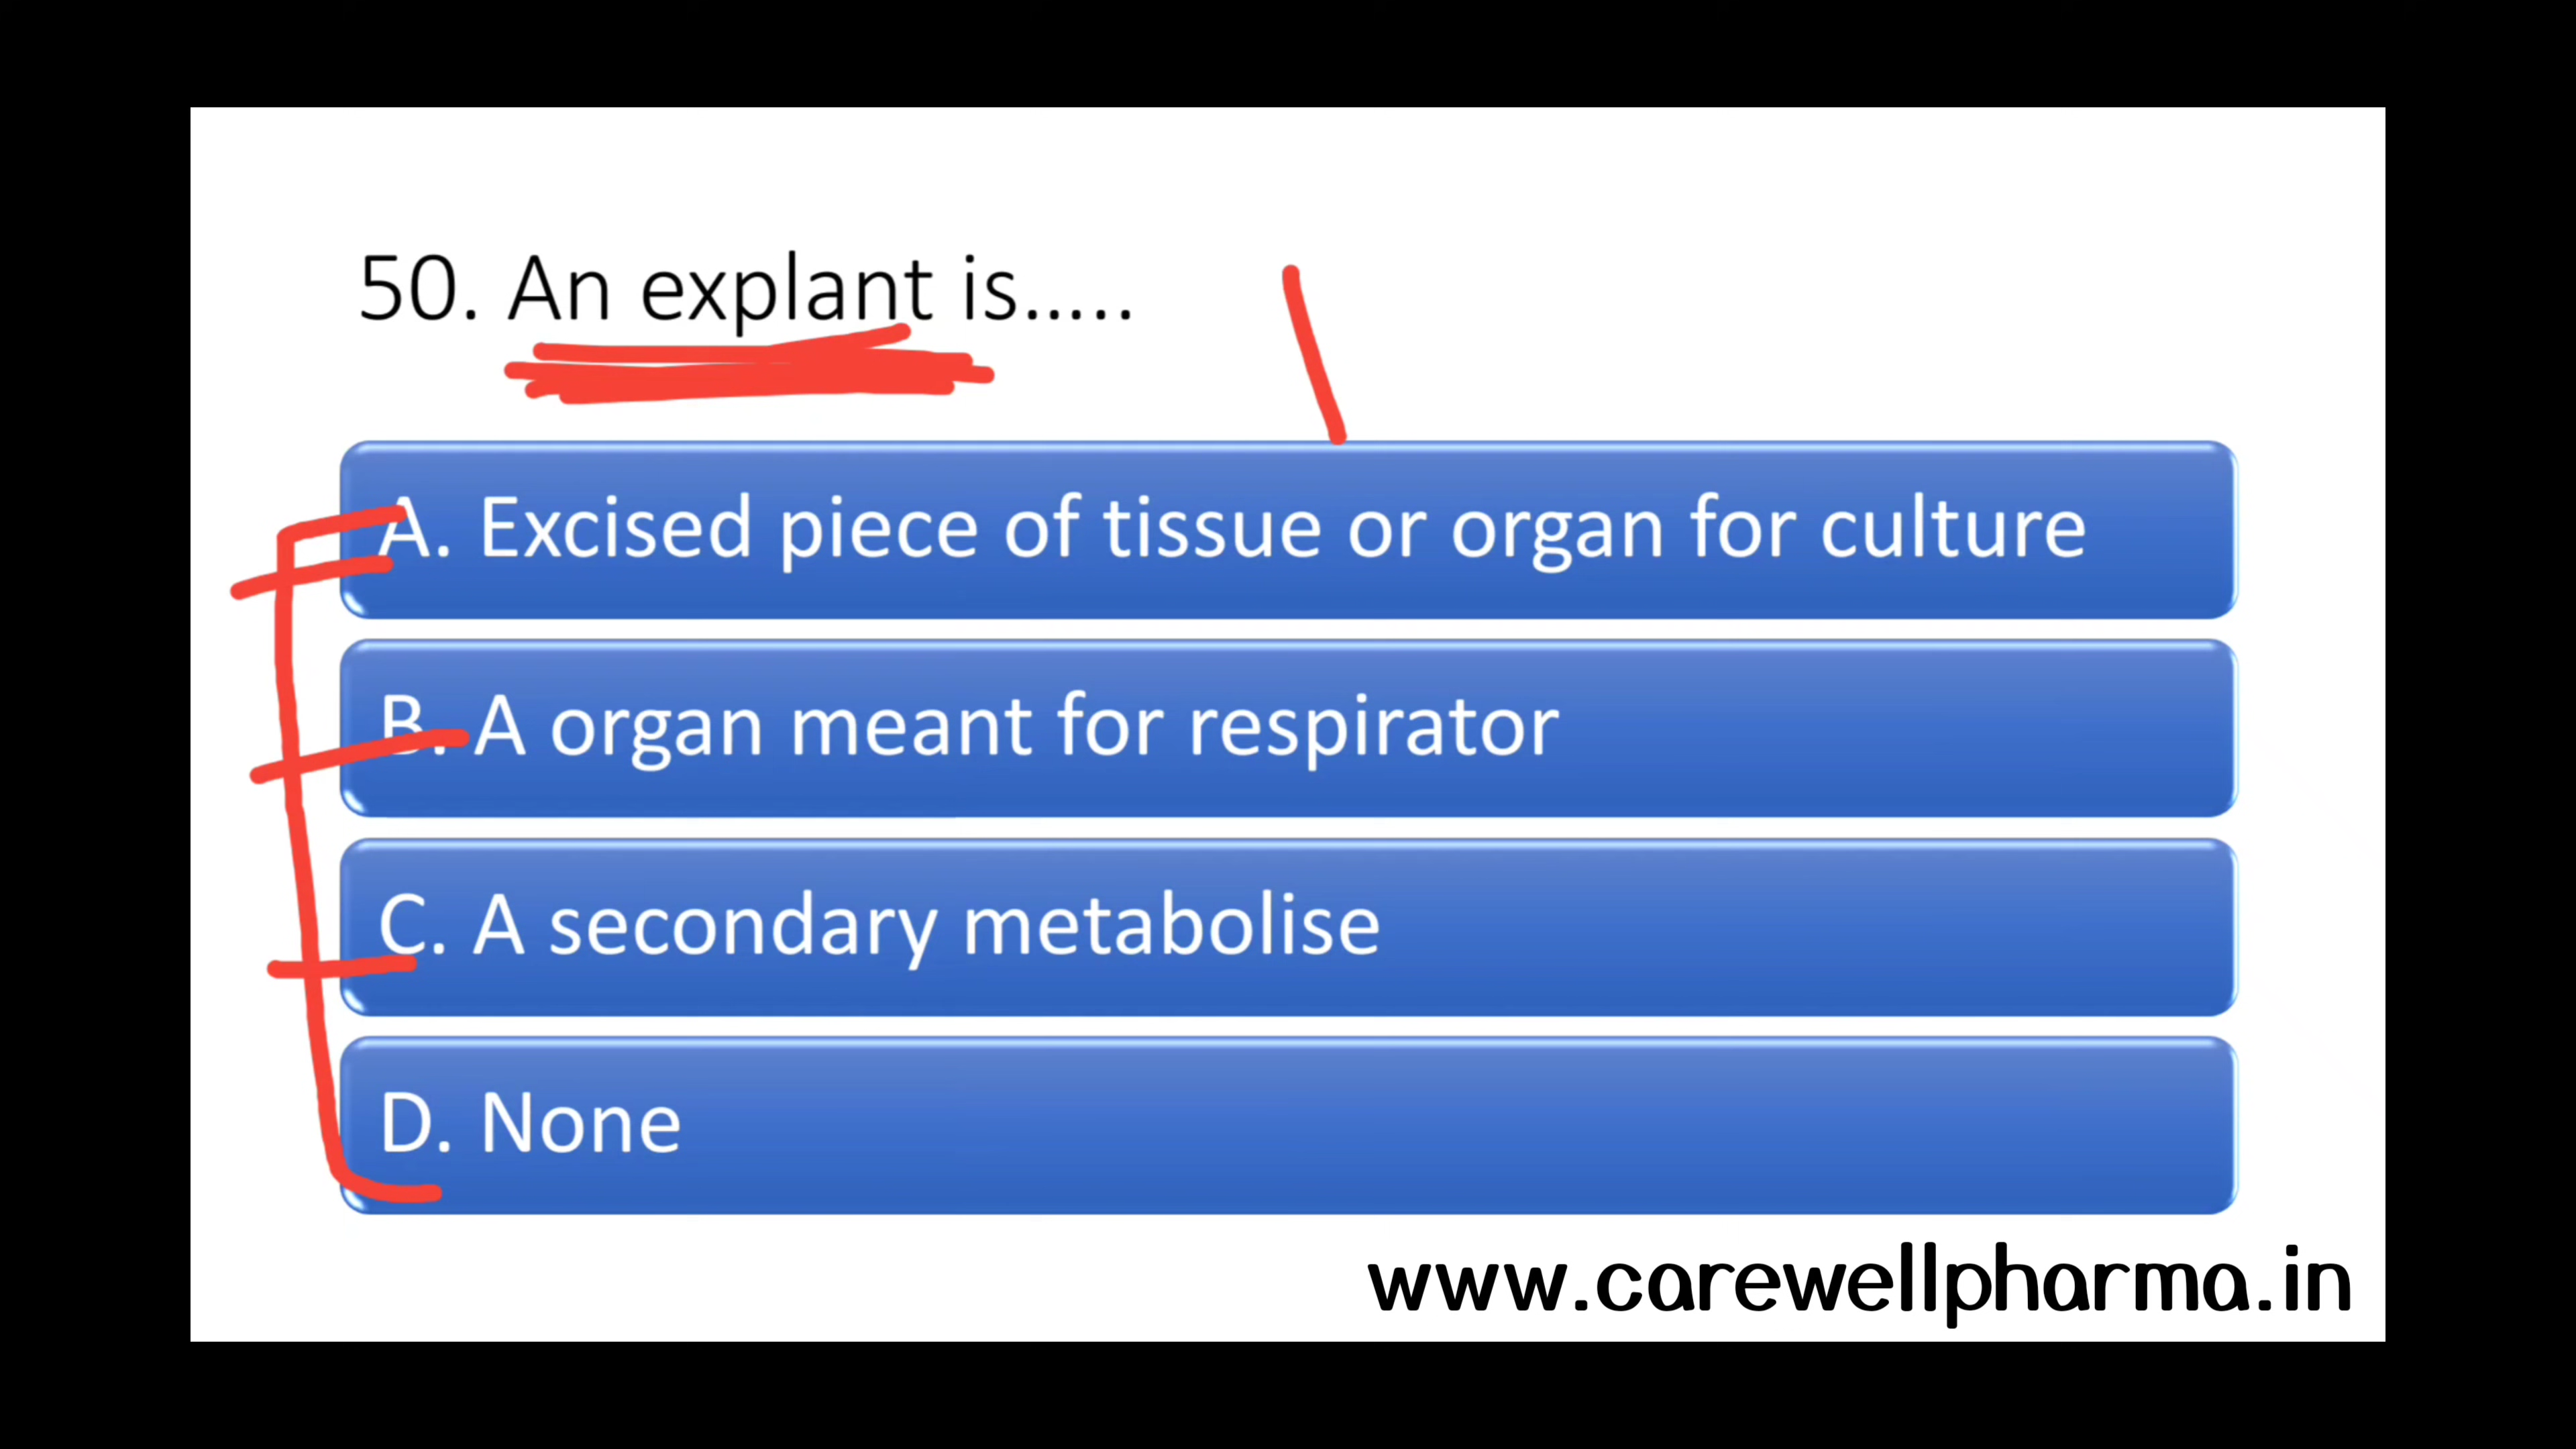 50. An explant is.....
A. Excised piece of tissue or organ for culture
B. A organ meant for respirator
C. A secondary metabolise
D. None
www.carewellpharma.in